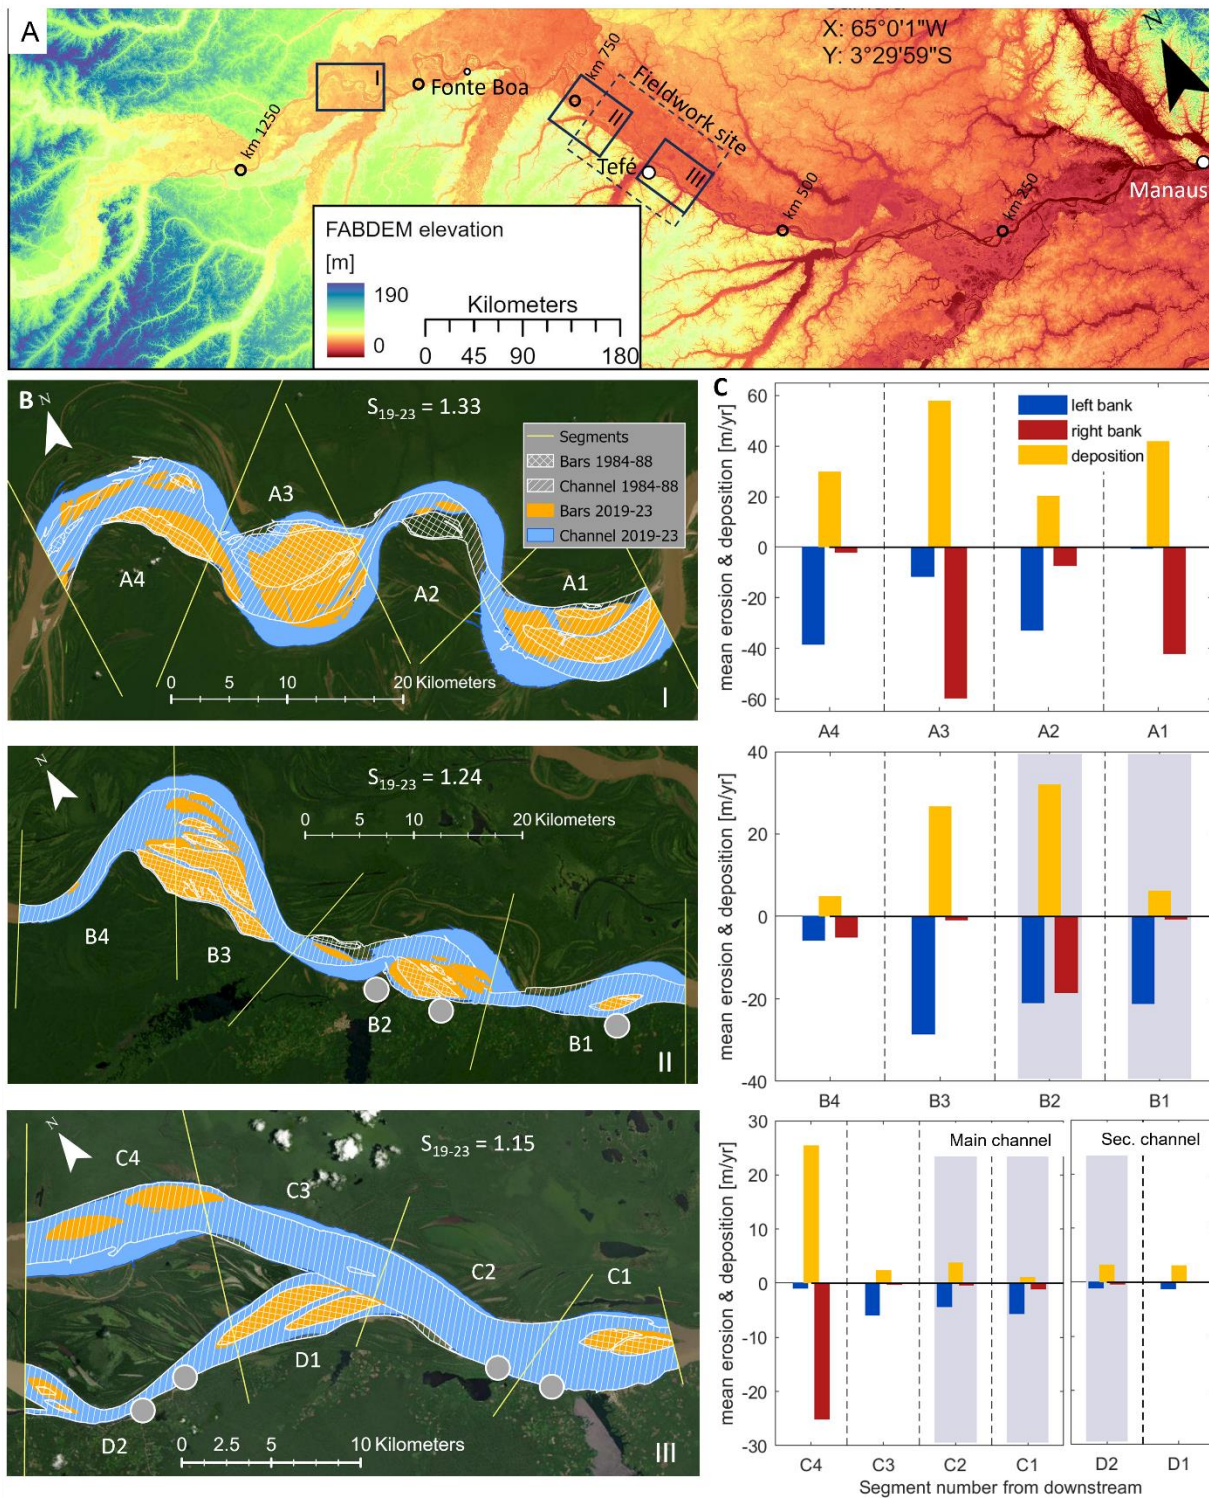 A
X: 65°0'1"W
Y: 3°29'59"S
N
I
Fonte Boa
km 750
Fieldwork site
II
km 1250
Tefé
III
km 500
km 250
Manaus
FABDEM elevation
[m]
190
0
Kilometers
0 45 90 180
B
N
S19-23 = 1.33
Segments
Bars 1984-88
Channel 1984-88
Bars 2019-23
Channel 2019-23
A3
A4
A2
A1
0 5 10 20 Kilometers
I
N
S19-23 = 1.24
0 5 10 20 Kilometers
B4
B3
B2
B1
II
N
S19-23 = 1.15
C4
C3
C2
C1
D1
D2
0 2.5 5 10 Kilometers
III
C
mean erosion & deposition [m/yr]
60
40
20
0
-20
-40
-60
left bank
right bank
deposition
A4 A3 A2 A1
mean erosion & deposition [m/yr]
40
20
0
-20
-40
B4 B3 B2 B1
mean erosion & deposition [m/yr]
30
20
10
0
-10
-20
-30
Main channel
Sec. channel
C4 C3 C2 C1 D2 D1
Segment number from downstream